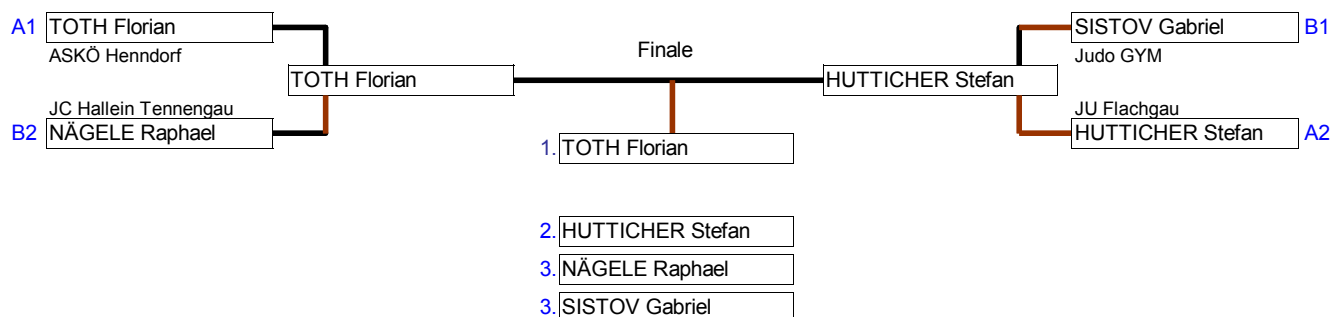 A1 TOTH Florian
ASKÖ Henndorf
TOTH Florian
JC Hallein Tennengau
B2 NÄGELE Raphael
Finale
SISTOV Gabriel B1
Judo GYM
HUTTICHER Stefan
JU Flachgau
HUTTICHER Stefan A2
1. TOTH Florian
2. HUTTICHER Stefan
3. NÄGELE Raphael
3. SISTOV Gabriel